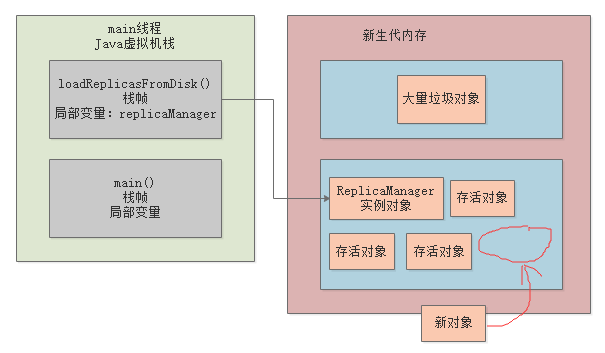 main线程
Java虚拟机栈
loadReplicasFromDisk()
栈帧
局部变量：replicaManager
main()
栈帧
局部变量
新生代内存
大量垃圾对象
ReplicaManager
实例对象
存活对象
存活对象
存活对象
新对象